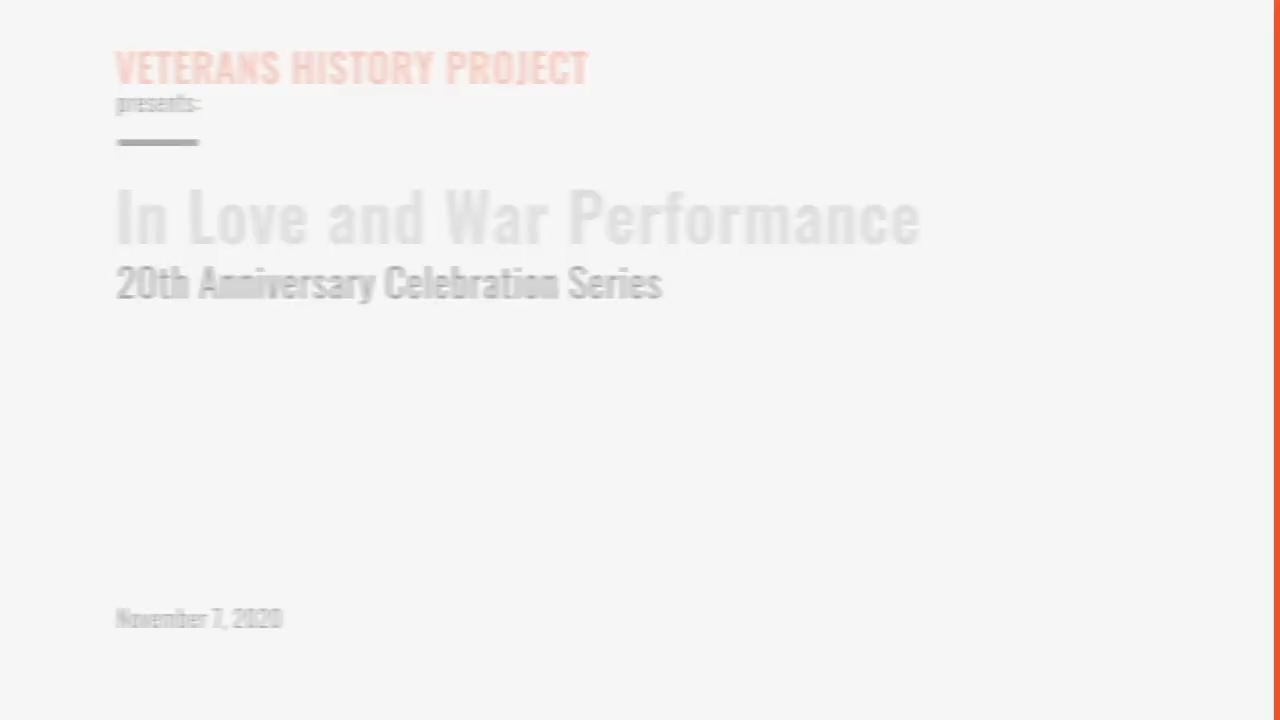 VETERANS HISTORY PROJECT
presents:
In Love and War Performance
20th Anniversary Celebration Series
November 7, 2020